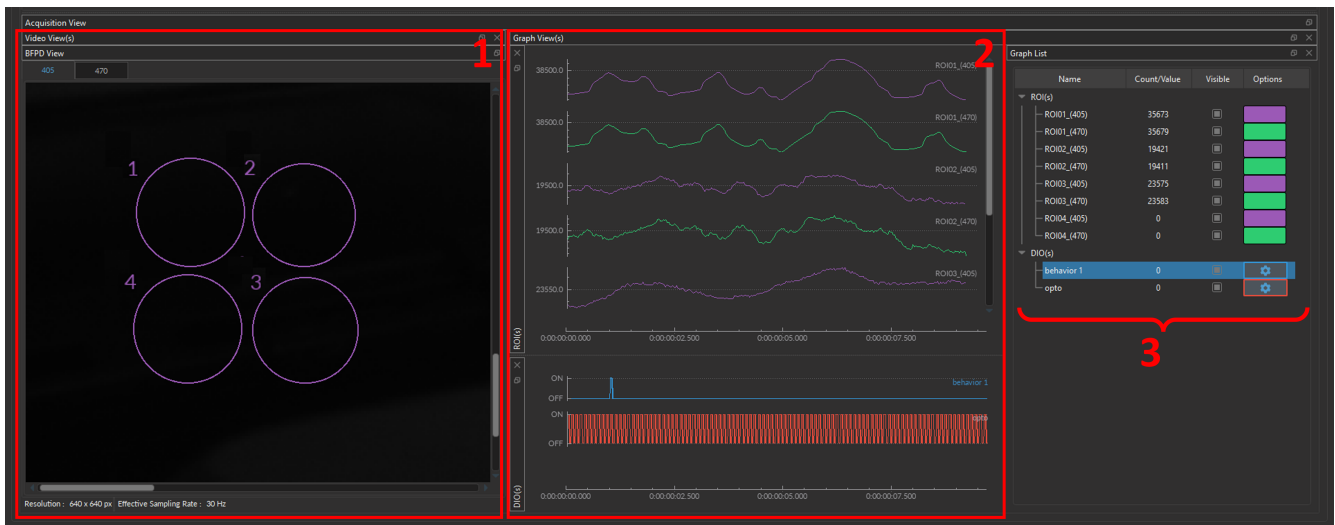 Acquisition View
Video View(s)
1
BFPD View
405 470
1 2
4 3
Resolution : 640 x 640 px Effective Sampling Rate : 30 Hz
Graph View(s)
2
38500.0
ROI01_(405)
38500.0
ROI01_(470)
19500.0
ROI02_(405)
19500.0
ROI02_(470)
23550.0
ROI03_(405)
ROI(s)
0:00:00:00.000 0:00:00:02.500 0:00:00:05.000 0:00:00:07.500
ON
OFF
behavior 1
ON
OFF
opto
DIO(s)
0:00:00:00.000 0:00:00:02.500 0:00:00:05.000 0:00:00:07.500
Graph List
Name Count/Value Visible Options
ROI(s)
ROI01_(405) 35673
ROI01_(470) 35679
ROI02_(405) 19421
ROI02_(470) 19411
ROI03_(405) 23575
ROI03_(470) 23583
ROI04_(405) 0
ROI04_(470) 0
DIO(s)
behavior 1 0
opto 0
3